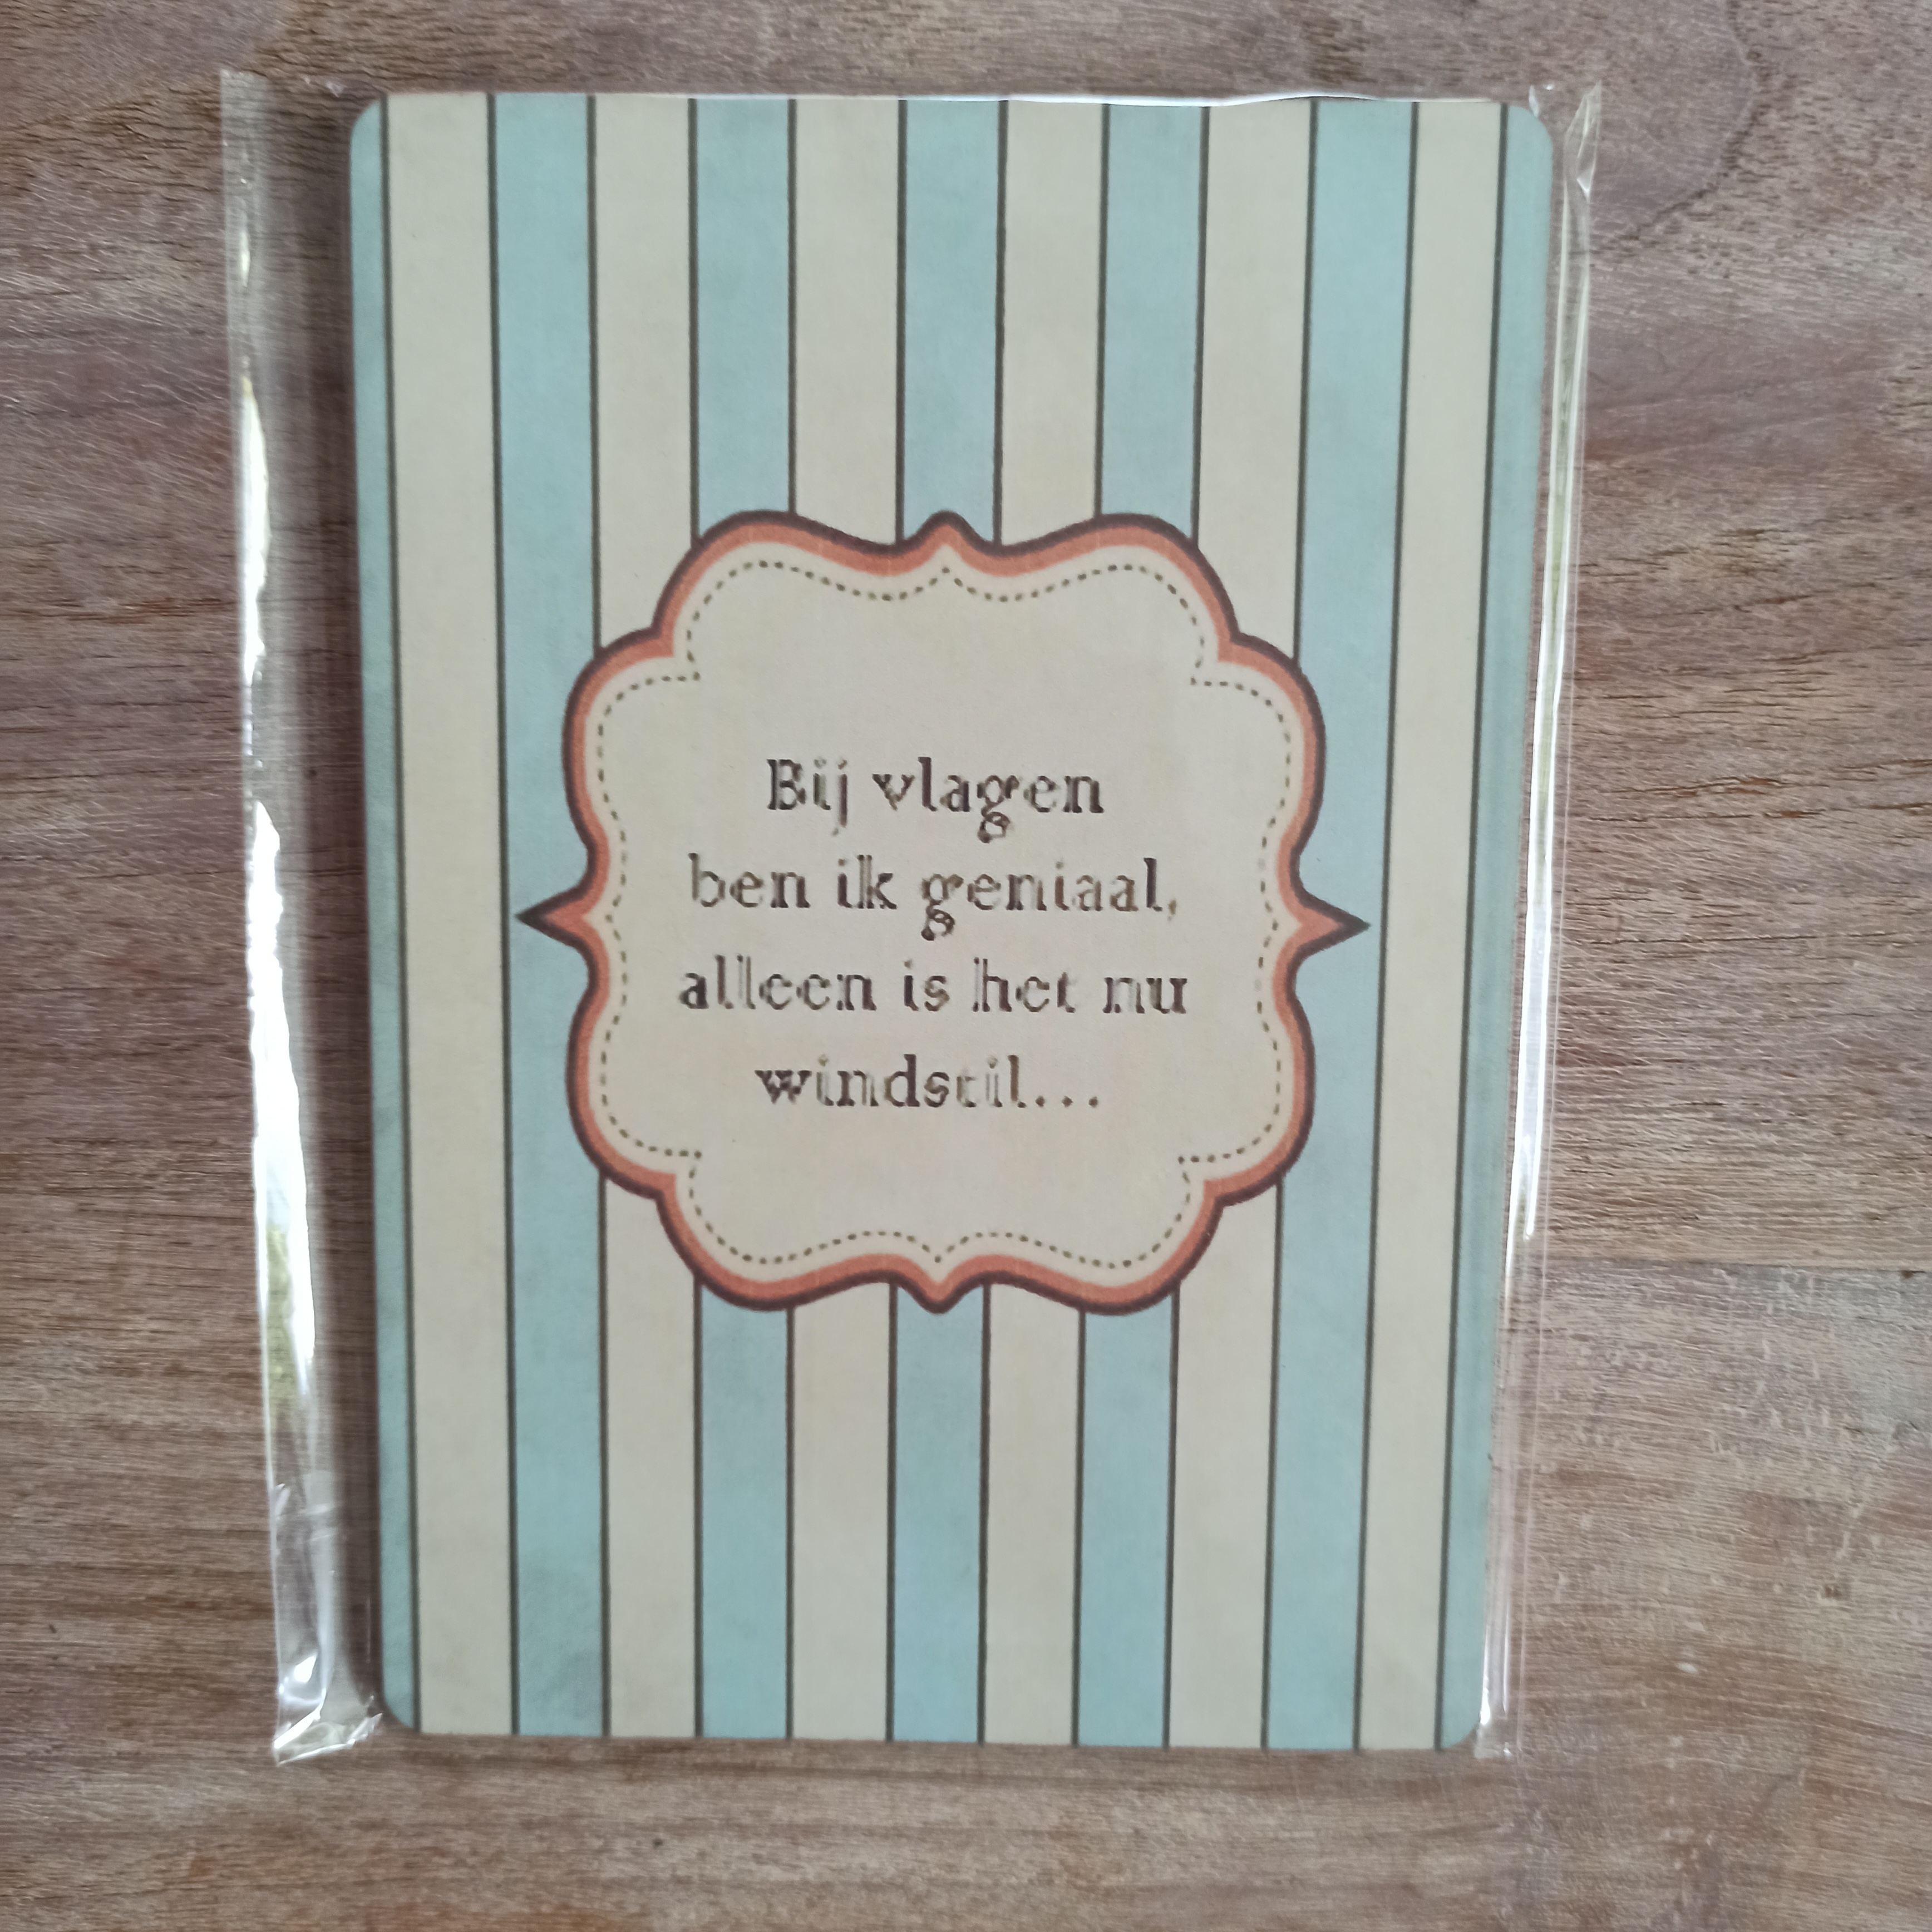 Bij vlagen
ben ik geniaal,
alleen is het nu
windstil...